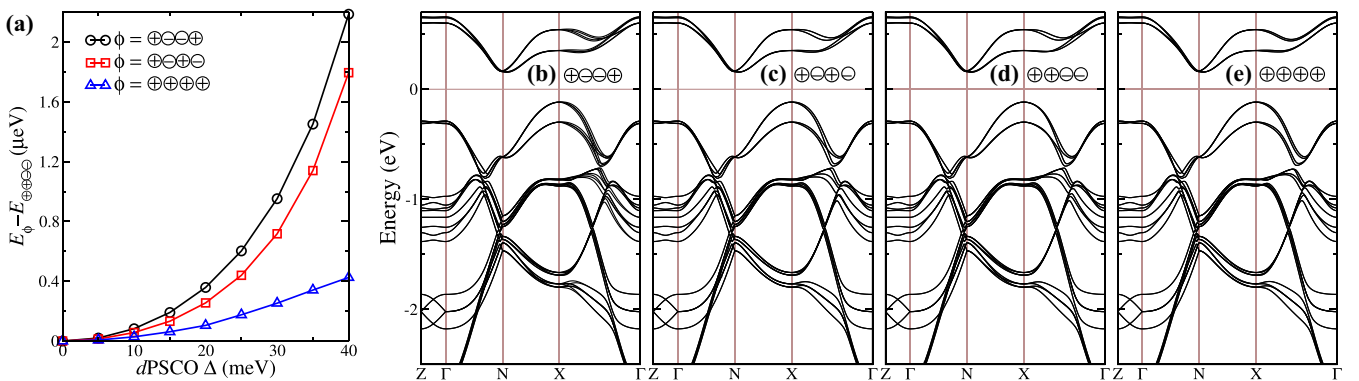 (a)
E_ϕ−E_⊕⊕⊖⊖ (μeV)
2
1.6
1.2
0.8
0.4
0
ϕ = ⊕⊖⊖⊕
ϕ = ⊕⊖⊕⊖
ϕ = ⊕⊕⊕⊕
0 10 20 30 40
dPSCO Δ (meV)
Energy (eV)
0
-1
-2
(b) ⊕⊖⊖⊕
Z Γ N X Γ
(c) ⊕⊖⊕⊖
Z Γ N X Γ
(d) ⊕⊕⊖⊖
Z Γ N X Γ
(e) ⊕⊕⊕⊕
Z Γ N X Γ